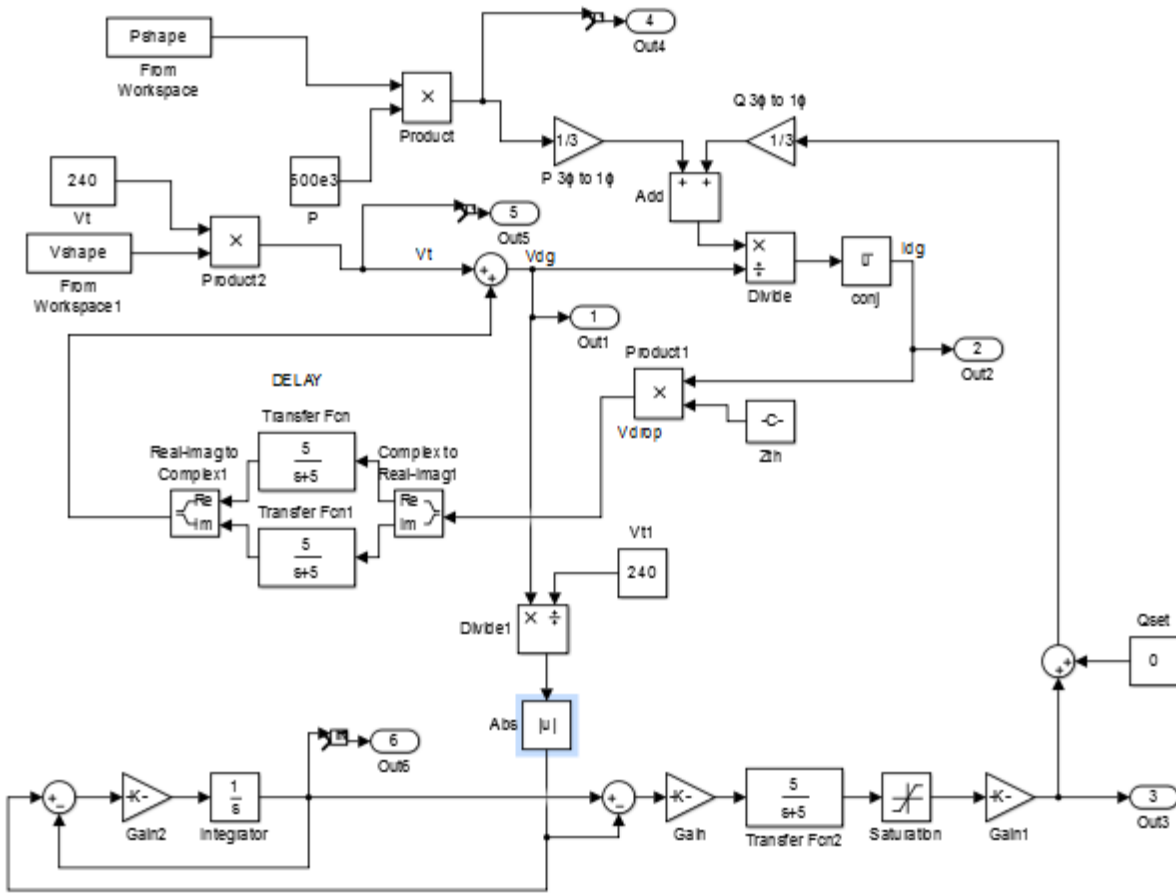 Pshape
From
Workspace
×
Product
4
Out4
Q 3ϕ to 1ϕ
1/3
P 3ϕ to 1ϕ
1/3
500e3
P
240
Vt
Vshape
From
Workspace1
×
Product2
5
Out5
Vt
++
Vdg
Add
+ +
×
÷
Divide
conj
Idg
1
Out1
2
Out2
Product1
×
Vdrop
-C-
Zth
DELAY
Transfer Fcn
5
s+5
Real-Imag to
Complex1
Re
Im
Complex to
Real-Imag1
Re
Im
Transfer Fcn1
5
s+5
Vt1
240
× ÷
Divide1
Qset
0
++
Abs
|u|
6
Out6
+-
-K-
Gain2
1
s
Integrator
+-
-K-
Gain
5
s+5
Transfer Fcn2
Saturation
-K-
Gain1
3
Out3